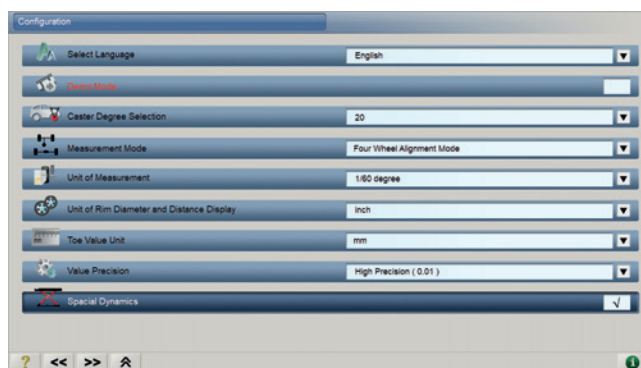 Configuration
Select Language English
Demo Mode
Caster Degree Selection 20
Measurement Mode Four Wheel Alignment Mode
Unit of Measurement 1/60 degree
Unit of Rim Diameter and Distance Display inch
Toe Value Unit mm
Value Precision High Precision ( 0.01 )
Spacial Dynamics √
? << >>